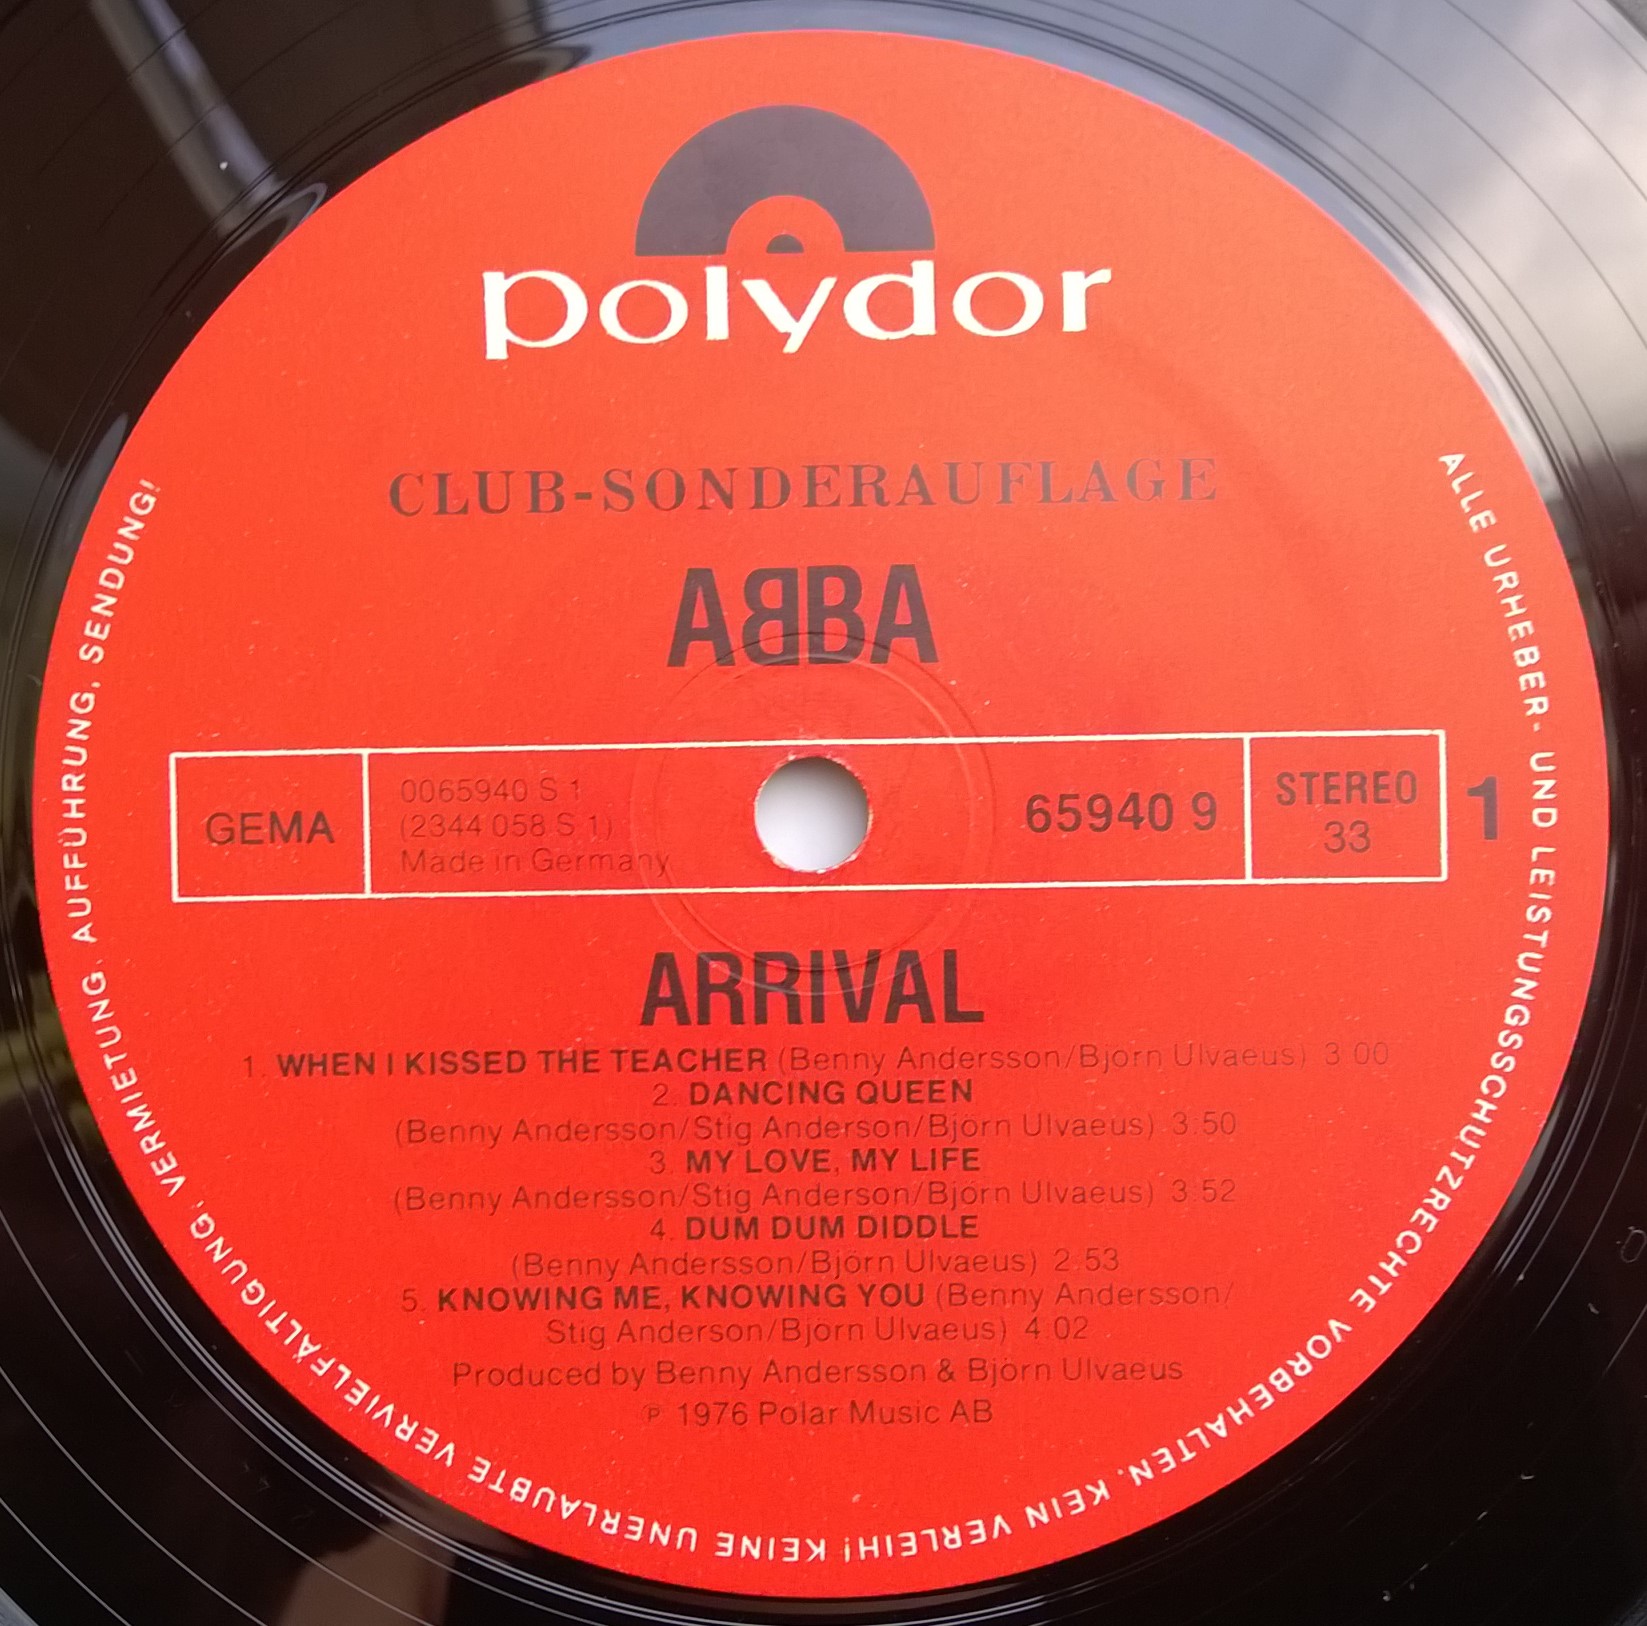 polydor
CLUB-SONDERAUFLAGE
ABBA
GEMA
0065940 S 1
(2344 058 S 1)
Made in Germany
65940 9
STEREO
33
1
ARRIVAL
1. WHEN I KISSED THE TEACHER (Benny Andersson/Björn Ulvaeus) 3:00
2. DANCING QUEEN
(Benny Andersson/Stig Anderson/Björn Ulvaeus) 3:50
3. MY LOVE, MY LIFE
(Benny Andersson/Stig Anderson/Björn Ulvaeus) 3:52
4. DUM DUM DIDDLE
(Benny Andersson/Björn Ulvaeus) 2:53
5. KNOWING ME, KNOWING YOU (Benny Andersson/
Stig Anderson/Björn Ulvaeus) 4:02
Produced by Benny Andersson & Björn Ulvaeus
℗ 1976 Polar Music AB
ALLE URHEBER- UND LEISTUNGSSCHUTZRECHTE VORBEHALTEN. KEIN VERLEIH! KEINE UNERLAUBTE VERVIELFÄLTIGUNG, VERMIETUNG, AUFFÜHRUNG, SENDUNG!